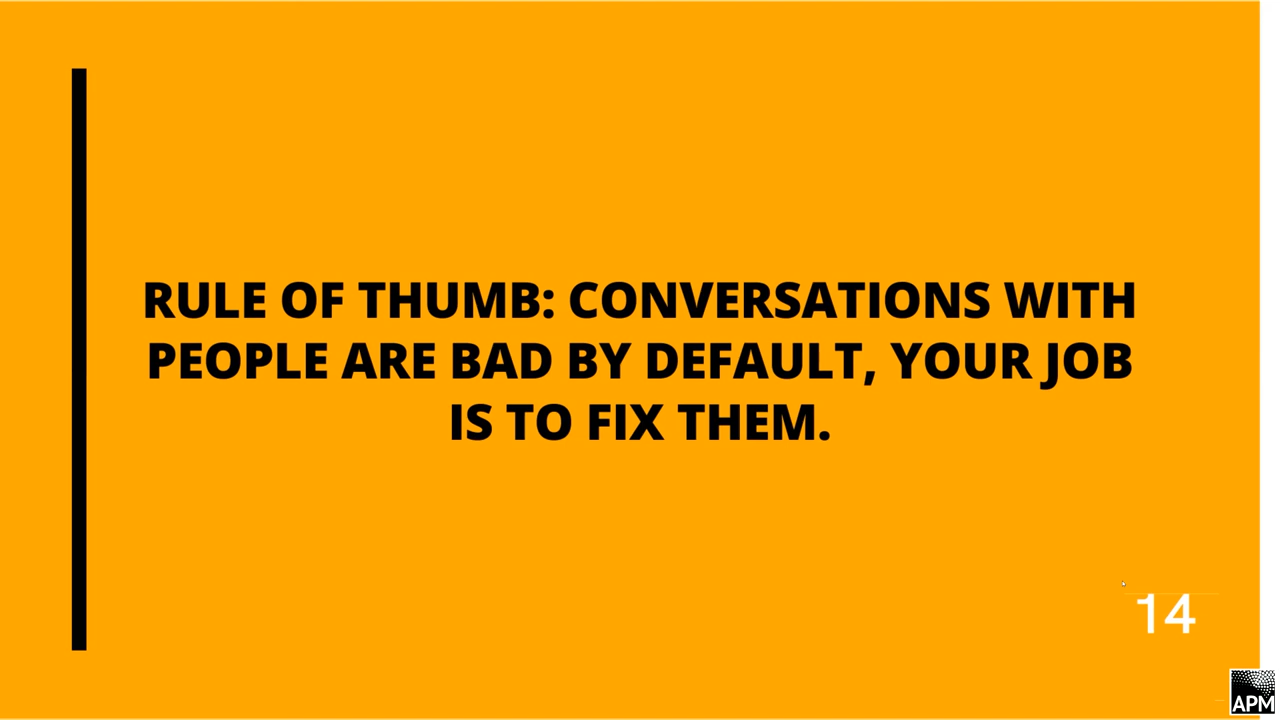 RULE OF THUMB: CONVERSATIONS WITH
PEOPLE ARE BAD BY DEFAULT, YOUR JOB
IS TO FIX THEM.
14
APM